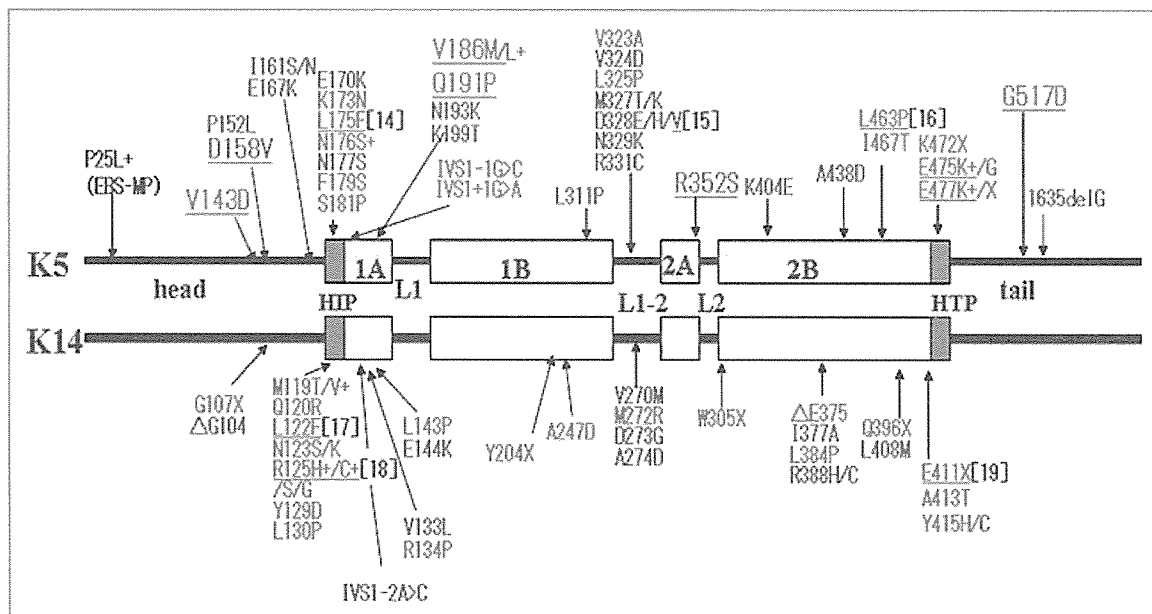 P25L+
(EBS-MP)
V143D
P152L
D158V
I161S/N
E167K
E170K
K173N
L175F[14]
N176S+
N177S
F179S
S181P
V186M/L+
Q191P
N193K
K199T
IVS1-1G>C
IVS1+1G>A
L311P
V323A
V324D
L325P
M327T/K
D328E/H/V[15]
N329K
R331C
R352S
K404E
A438D
L463P[16]
I467T
K472X
E475K+/G
E477K+/X
G517D
1635delG
K5
head
1A
L1
1B
2A
2B
tail
HIP
L1-2
L2
HTP
K14
G107X
△G104
M119T/V+
Q120R
L122F[17]
N123S/K
R125H+/C+[18]
/S/G
Y129D
L130P
L143P
E144K
V133L
R134P
IVS1-2A>C
Y204X
A247D
V270M
M272R
D273G
A274D
W305X
△E375
I377A
L384P
R388H/C
Q396X
L408M
E411X[19]
A413T
Y415H/C